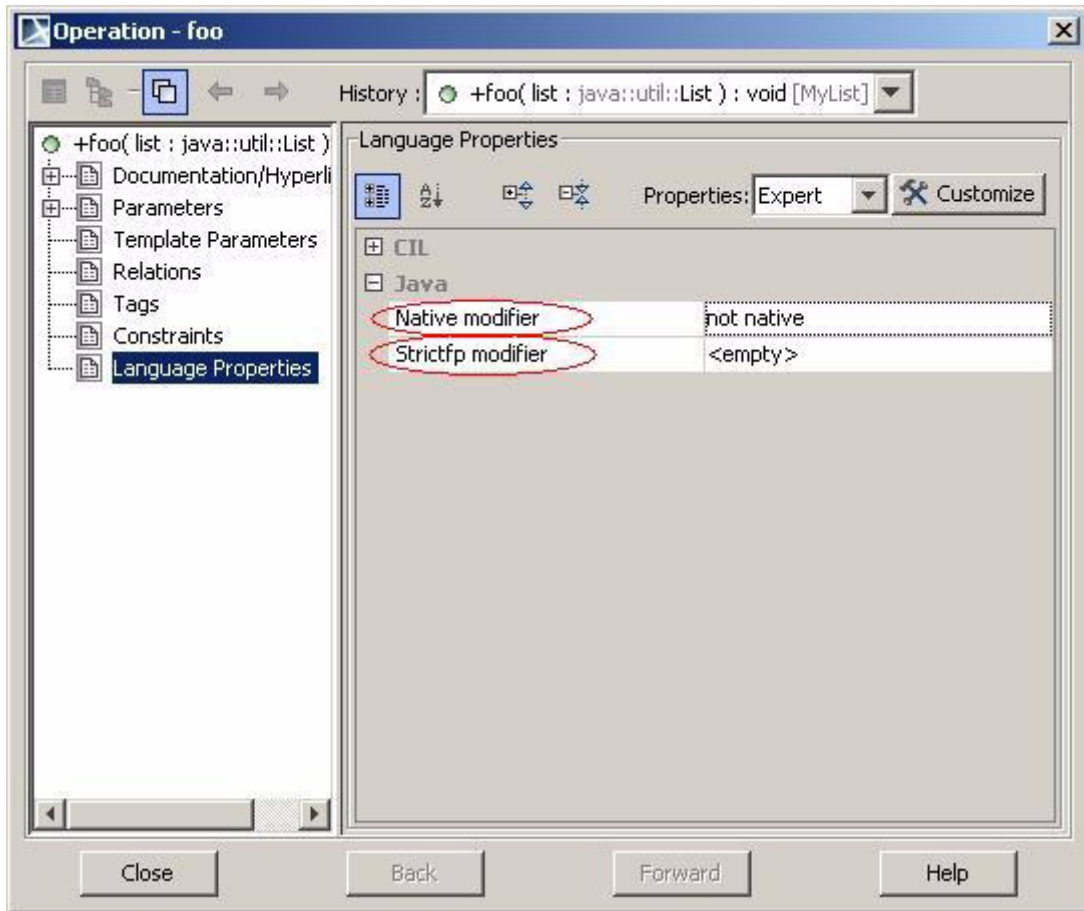 Operation - foo
History : +foo( list : java::util::List ) : void [MyList]
+foo( list : java::util::List )
Documentation/Hyperli
Parameters
Template Parameters
Relations
Tags
Constraints
Language Properties
Language Properties
Properties: Expert Customize
CIL
Java
Native modifier not native
Strictfp modifier <empty>
Close Back Forward Help